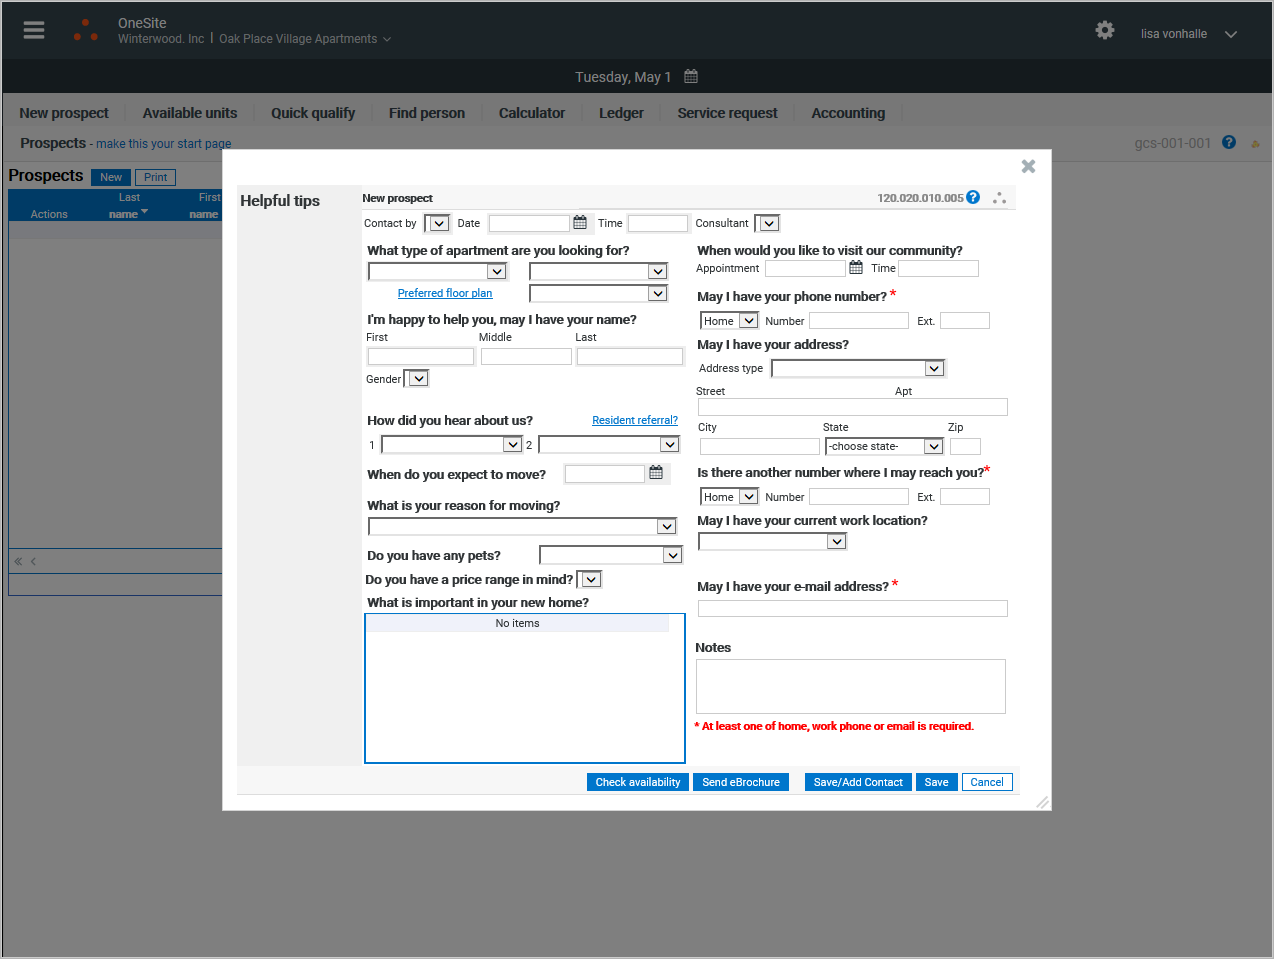 OneSite
Winterwood. Inc | Oak Place Village Apartments
lisa vonhalle
Tuesday, May 1
New prospect Available units Quick qualify Find person Calculator Ledger Service request Accounting
Prospects - make this your start page
gcs-001-001 ?
Prospects New Print
Actions Last name First name
« <
Helpful tips
New prospect
120.020.010.005 ?
Contact by Date Time Consultant
What type of apartment are you looking for?
Preferred floor plan
I'm happy to help you, may I have your name?
First Middle Last
Gender
How did you hear about us? Resident referral?
1 2
When do you expect to move?
What is your reason for moving?
Do you have any pets?
Do you have a price range in mind?
What is important in your new home?
No items
When would you like to visit our community?
Appointment Time
May I have your phone number? *
Home Number Ext.
May I have your address?
Address type
Street Apt
City State Zip
-choose state-
Is there another number where I may reach you?*
Home Number Ext.
May I have your current work location?
May I have your e-mail address? *
Notes
* At least one of home, work phone or email is required.
Check availability Send eBrochure Save/Add Contact Save Cancel